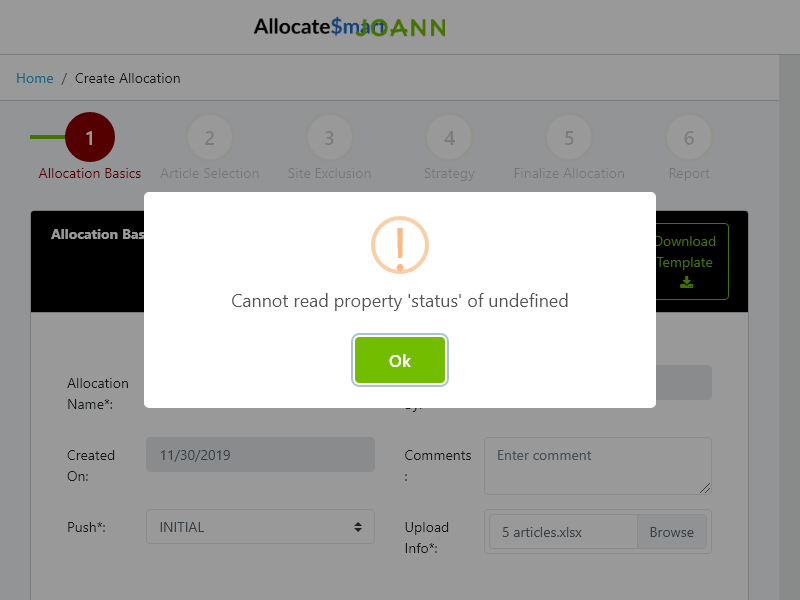 Allocate$mart JOANN
Home / Create Allocation
1 2 3 4 5 6
Allocation Basics Article Selection Site Exclusion Strategy Finalize Allocation Report
Allocation Bas
Download
Template
Cannot read property 'status' of undefined
Ok
Allocation
Name*:
Created
On:
11/30/2019
Comments
:
Enter comment
Push*:
INITIAL
Upload
Info*:
5 articles.xlsx
Browse